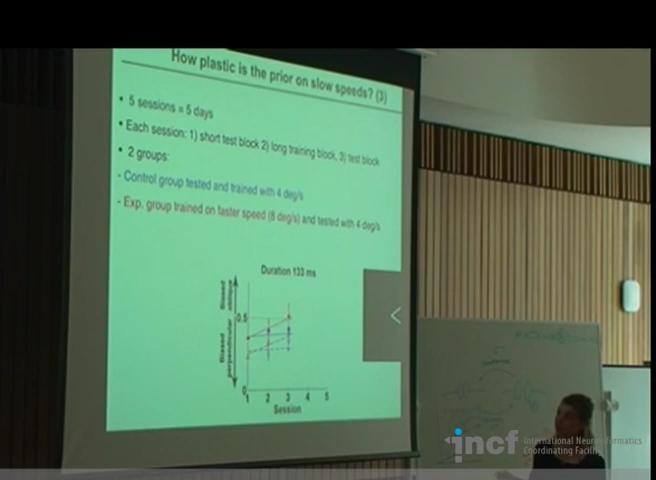 How plastic is the prior on slow speeds? (3)
• 5 sessions = 5 days
• Each session: 1) short test block 2) long training block, 3) test block
• 2 groups:
- Control group tested and trained with 4 deg/s
- Exp. group trained on faster speed (8 deg/s) and tested with 4 deg/s
Duration 133 ms
Biased oblique
Biased perpendicular
0.5
0
1 2 3 4 5
Session
incf International Neuroinformatics
Coordinating Facility